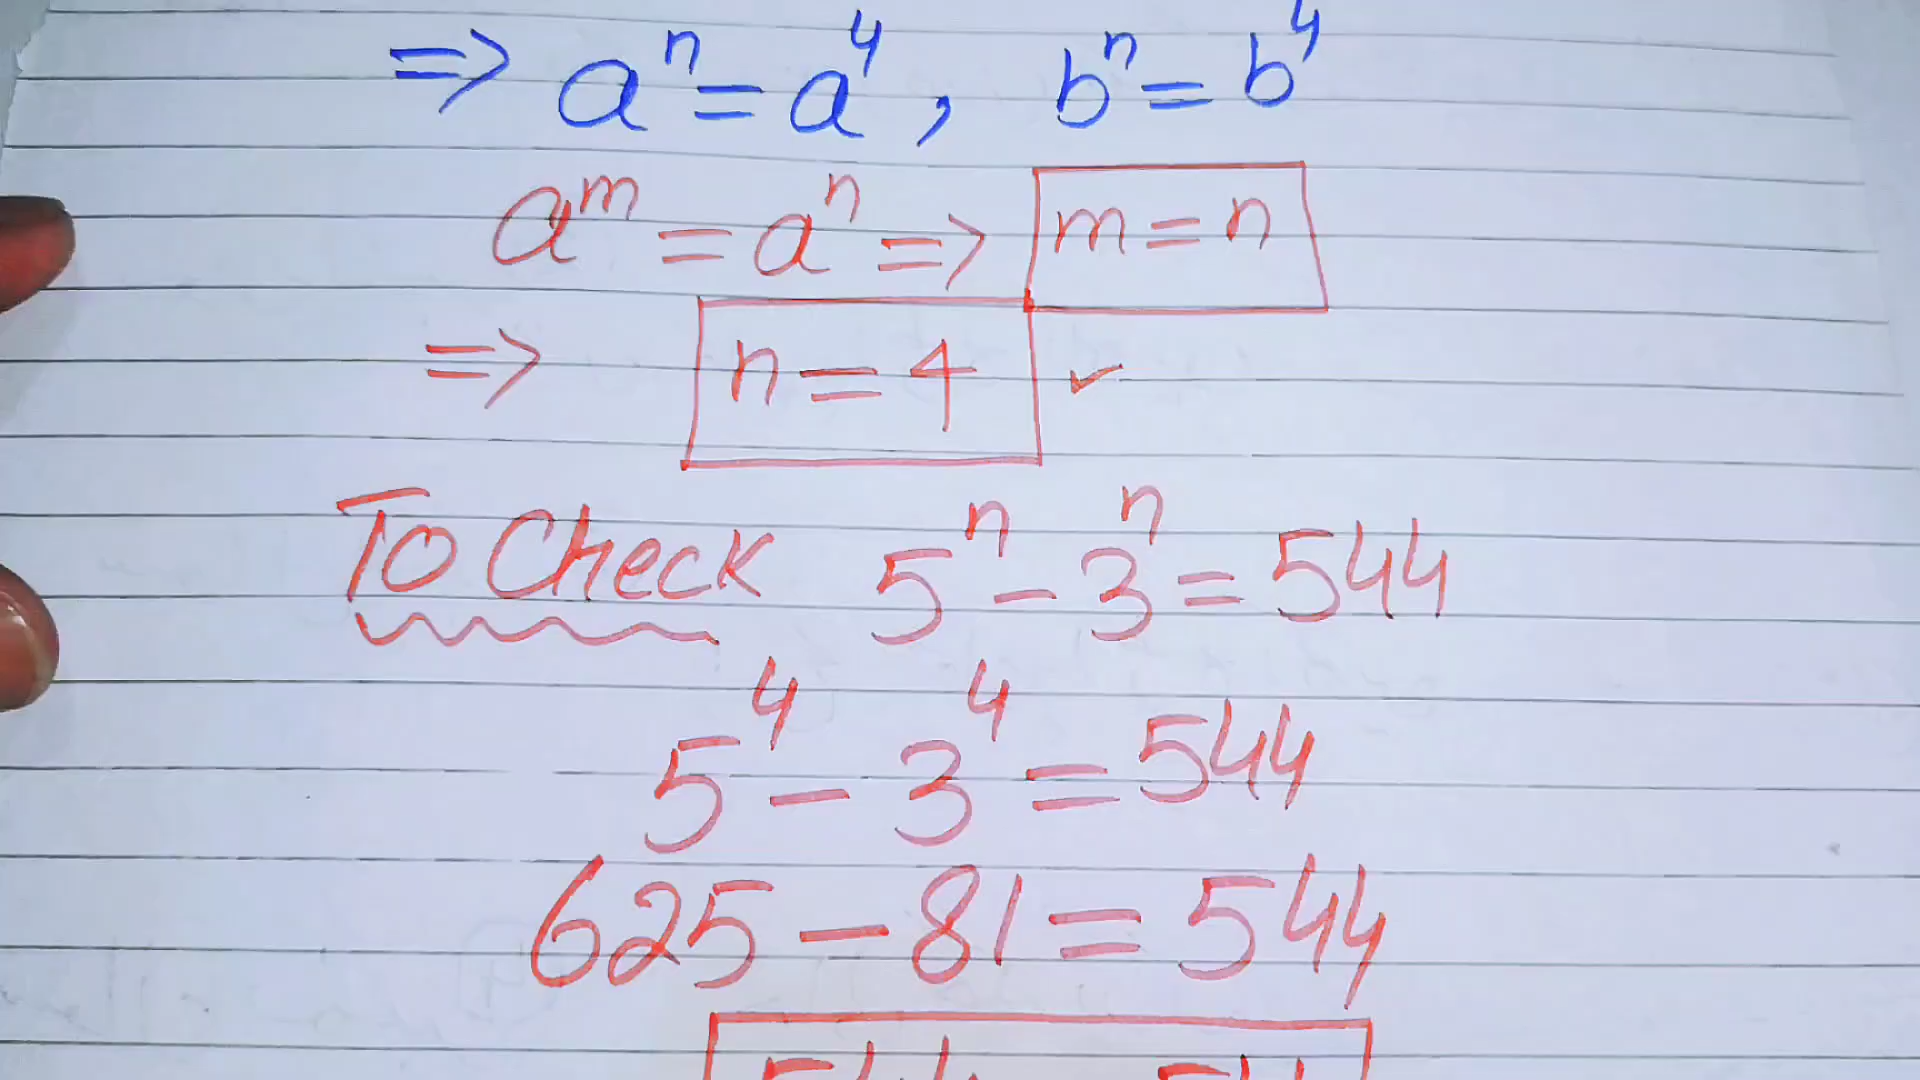 => aⁿ = a⁴, bⁿ = b⁴
aᵐ = aⁿ => m = n
=> n = 4 ✓
To Check 5ⁿ - 3ⁿ = 544
5⁴ - 3⁴ = 544
625 - 81 = 544